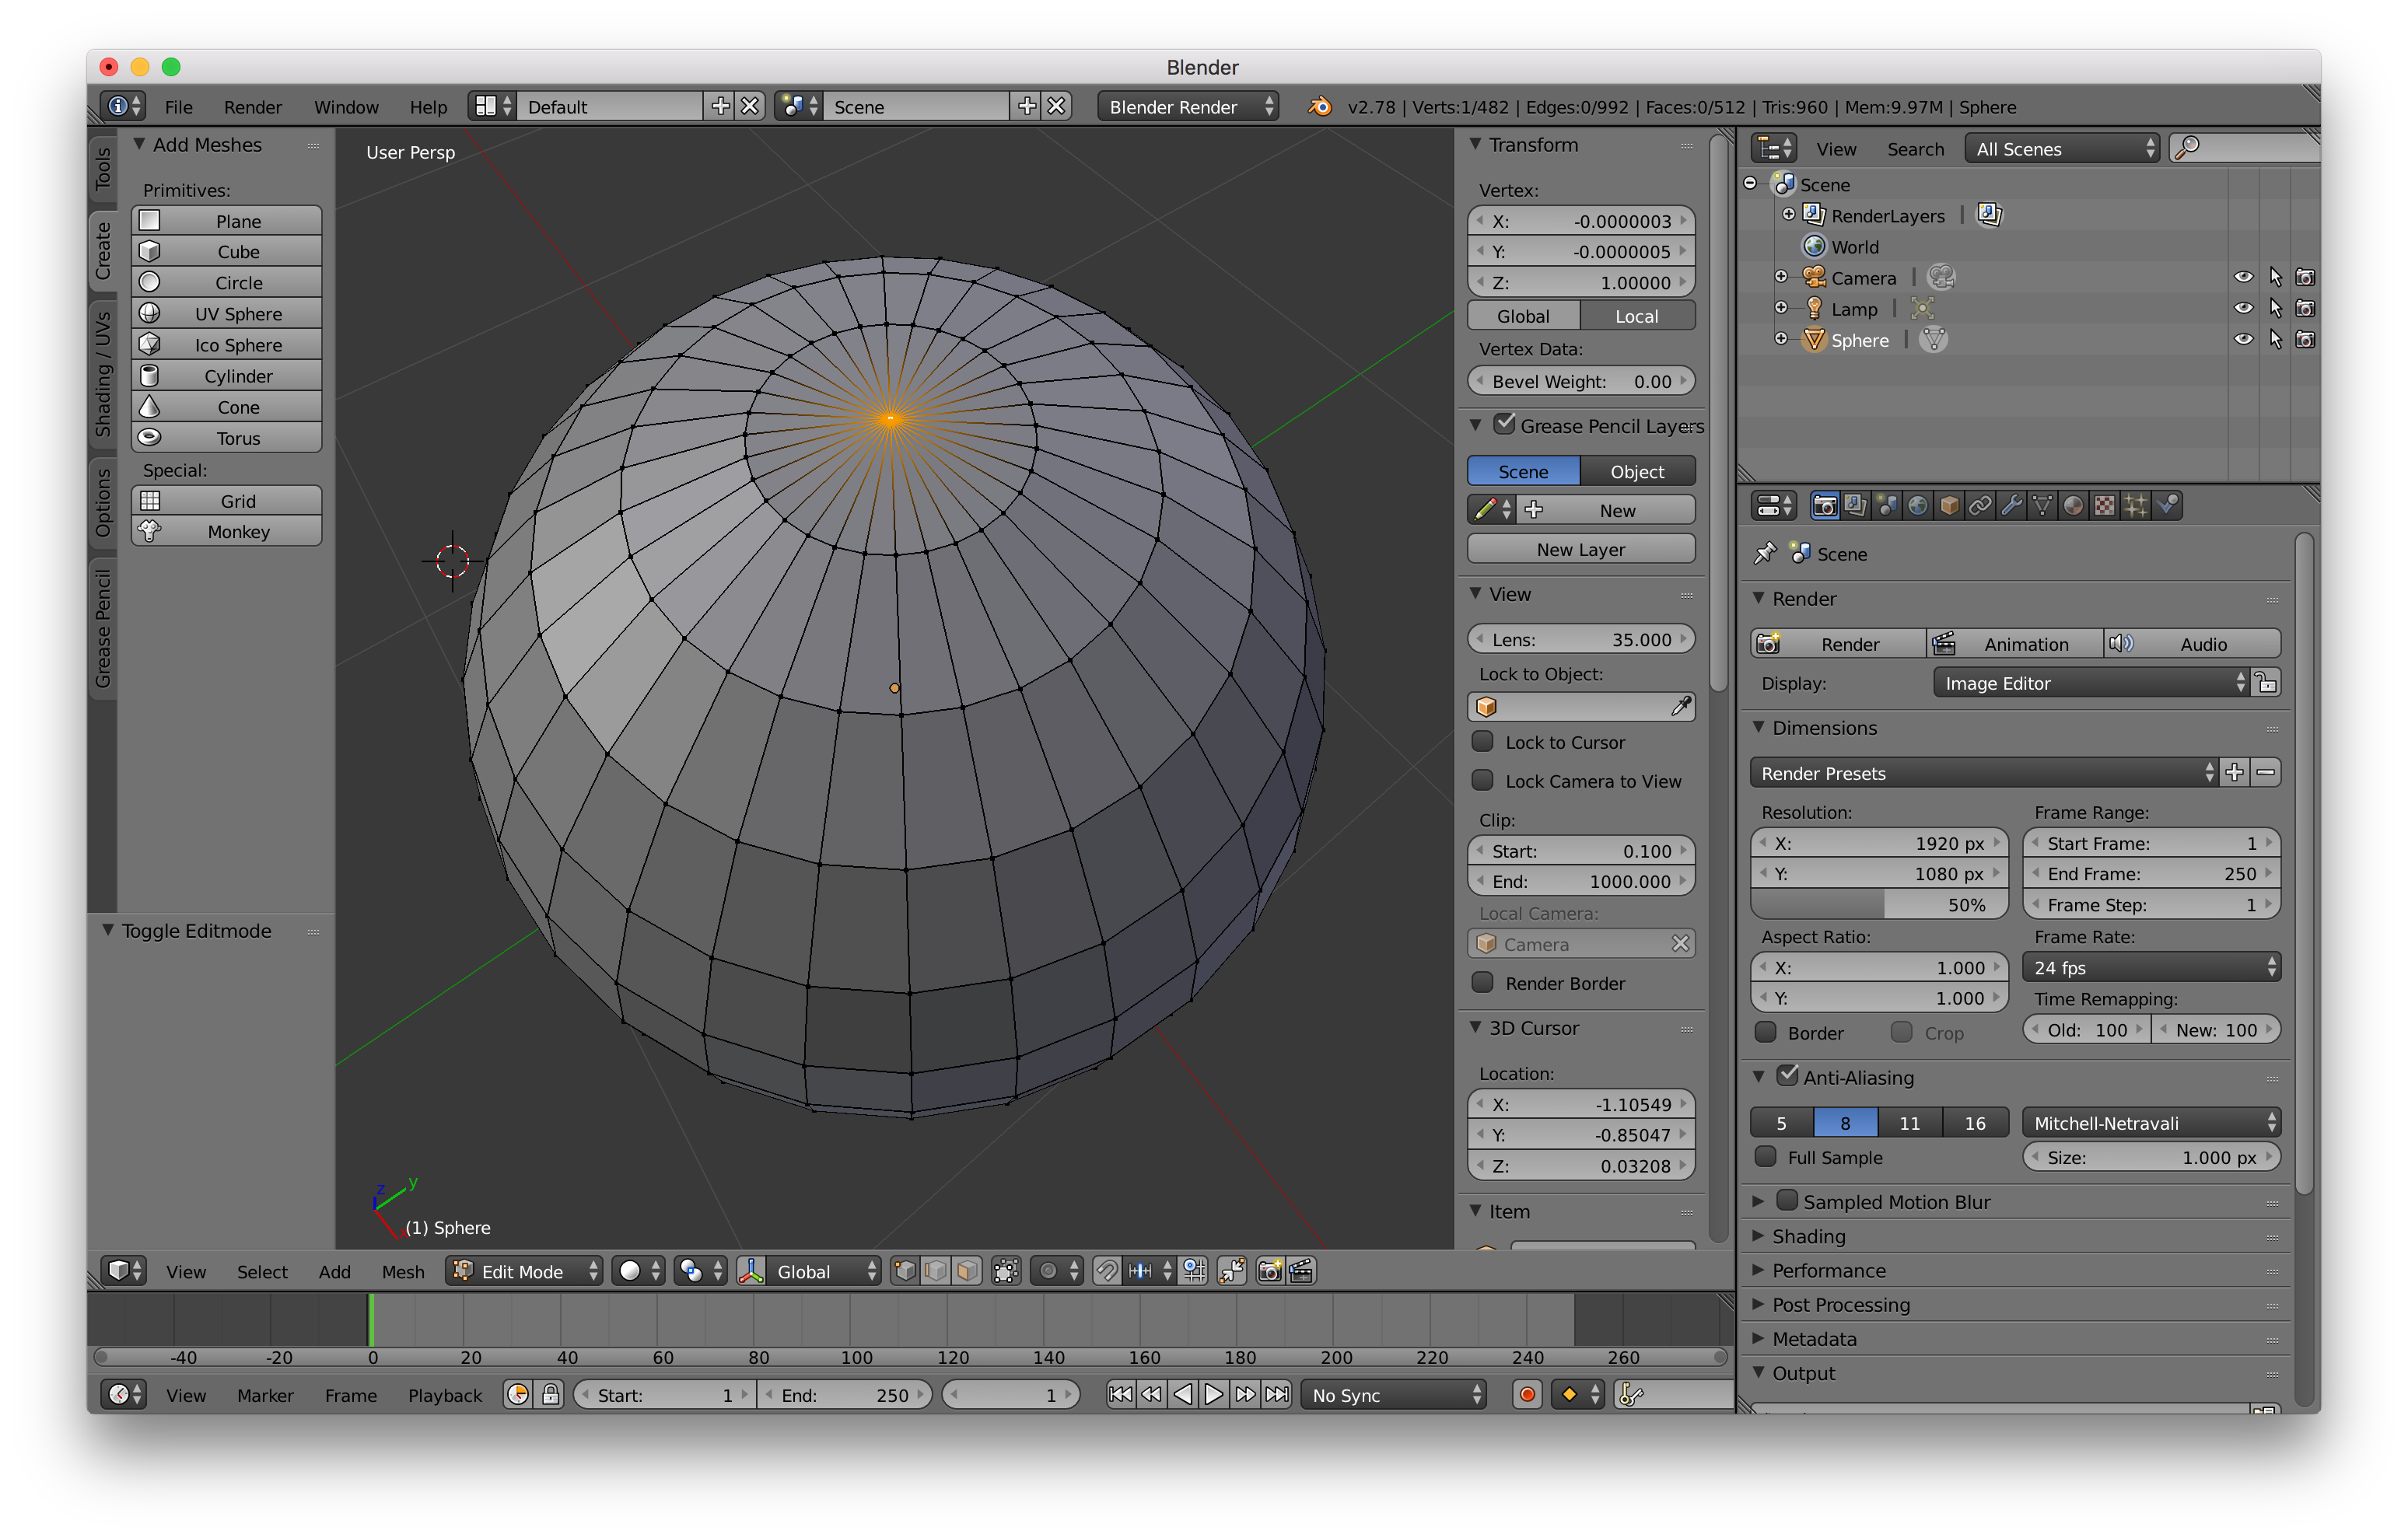 Blender
File Render Window Help Default Scene Blender Render v2.78 | Verts:1/482 | Edges:0/992 | Faces:0/512 | Tris:960 | Mem:9.97M | Sphere
Tools
Create
Shading / UVs
Options
Grease Pencil
Add Meshes
Primitives:
Plane
Cube
Circle
UV Sphere
Ico Sphere
Cylinder
Cone
Torus
Special:
Grid
Monkey
Toggle Editmode
User Persp
z
y
x
(1) Sphere
Transform
Vertex:
X: -0.0000003
Y: -0.0000005
Z: 1.00000
Global Local
Vertex Data:
Bevel Weight: 0.00
Grease Pencil Layers
Scene Object
New
New Layer
View
Lens: 35.000
Lock to Object:
Lock to Cursor
Lock Camera to View
Clip:
Start: 0.100
End: 1000.000
Local Camera:
Camera
Render Border
3D Cursor
Location:
X: -1.10549
Y: -0.85047
Z: 0.03208
Item
View Select Add Mesh Edit Mode Global
-40 -20 0 20 40 60 80 100 120 140 160 180 200 220 240 260
View Marker Frame Playback Start: 1 End: 250 1 No Sync
View Search All Scenes
Scene
RenderLayers |
World
Camera |
Lamp |
Sphere |
Scene
Render
Render Animation Audio
Display: Image Editor
Dimensions
Render Presets
Resolution: Frame Range:
X: 1920 px Start Frame: 1
Y: 1080 px End Frame: 250
50% Frame Step: 1
Aspect Ratio: Frame Rate:
X: 1.000 24 fps
Y: 1.000 Time Remapping:
Border Crop Old: 100 New: 100
Anti-Aliasing
5 8 11 16 Mitchell-Netravali
Full Sample Size: 1.000 px
Sampled Motion Blur
Shading
Performance
Post Processing
Metadata
Output